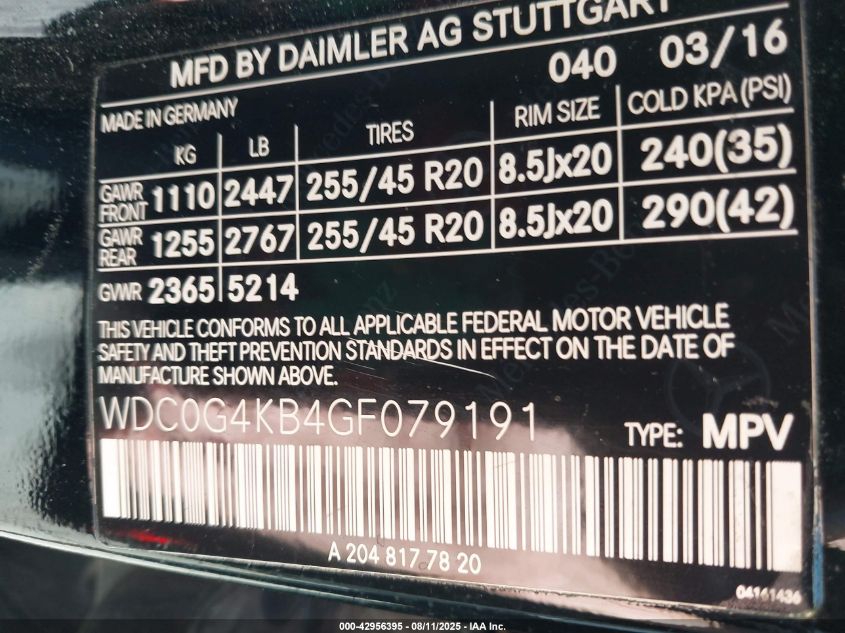 MFD BY DAIMLER AG STUTTGART
040 03/16
MADE IN GERMANY
KG LB TIRES RIM SIZE COLD KPA (PSI)
GAWR FRONT 1110 2447 255/45 R20 8.5Jx20 240(35)
GAWR REAR 1255 2767 255/45 R20 8.5Jx20 290(42)
GVWR 2365 5214
THIS VEHICLE CONFORMS TO ALL APPLICABLE FEDERAL MOTOR VEHICLE
SAFETY AND THEFT PREVENTION STANDARDS IN EFFECT ON THE DATE OF
MANUFACTURE SHOWN ABOVE.
WDC0G4KB4GF079191 TYPE: MPV
A 204 817 78 20
04161436
000-42956395 - 08/11/2025 - IAA Inc.